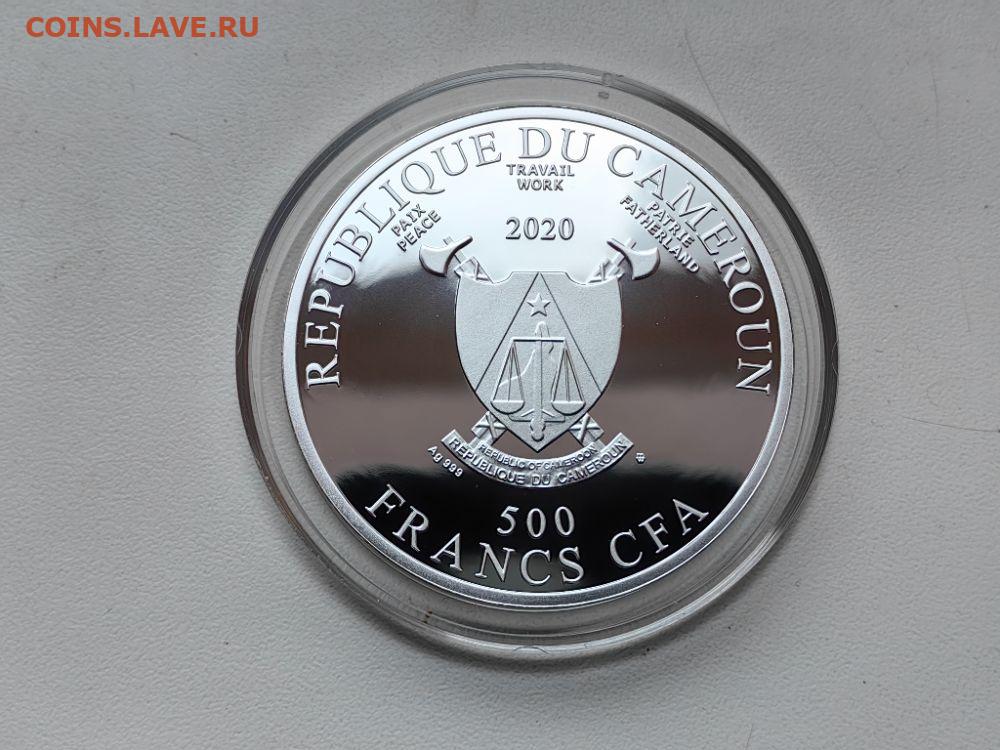 COINS.LAVE.RU
REPUBLIQUE DU CAMEROUN
TRAVAIL
WORK
PAIX
PEACE
PATRIE
FATHERLAND
2020
REPUBLIC OF CAMEROON
REPUBLIQUE DU CAMEROUN
Ag 999
500
FRANCS CFA